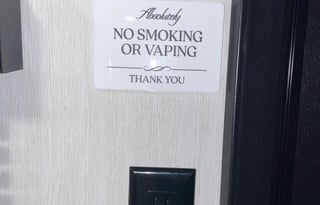 Absolutely
NO SMOKING
OR VAPING
THANK YOU